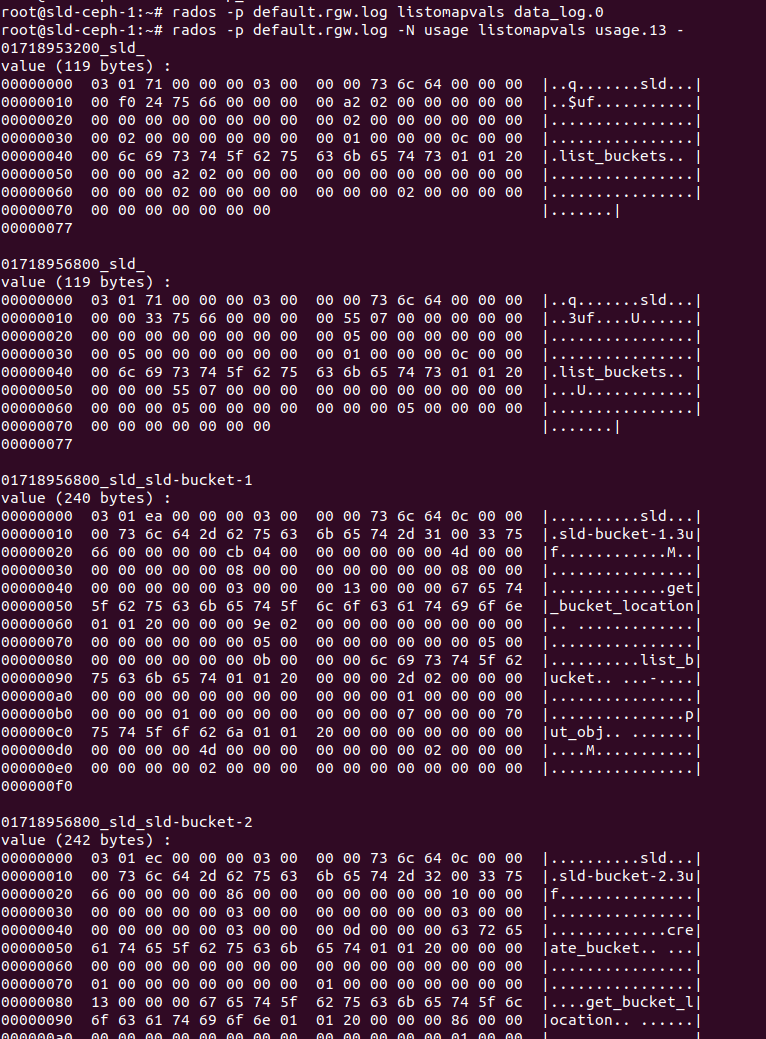 root@sld-ceph-1:~# rados -p default.rgw.log listomapvals data_log.0
root@sld-ceph-1:~# rados -p default.rgw.log -N usage listomapvals usage.13 -
01718953200_sld_
value (119 bytes) :
00000000  03 01 71 00 00 00 03 00  00 00 73 6c 64 00 00 00  |..q.......sld...|
00000010  00 f0 24 75 66 00 00 00  00 a2 02 00 00 00 00 00  |..$uf...........|
00000020  00 00 00 00 00 00 00 00  00 02 00 00 00 00 00 00  |................|
00000030  00 02 00 00 00 00 00 00  00 01 00 00 00 0c 00 00  |................|
00000040  00 6c 69 73 74 5f 62 75  63 6b 65 74 73 01 01 20  |.list_buckets.. |
00000050  00 00 00 a2 02 00 00 00  00 00 00 00 00 00 00 00  |................|
00000060  00 00 00 02 00 00 00 00  00 00 00 02 00 00 00 00  |................|
00000070  00 00 00 00 00 00 00                              |.......|
00000077
01718956800_sld_
value (119 bytes) :
00000000  03 01 71 00 00 00 03 00  00 00 73 6c 64 00 00 00  |..q.......sld...|
00000010  00 00 33 75 66 00 00 00  00 55 07 00 00 00 00 00  |..3uf....U......|
00000020  00 00 00 00 00 00 00 00  00 05 00 00 00 00 00 00  |................|
00000030  00 05 00 00 00 00 00 00  00 01 00 00 00 0c 00 00  |................|
00000040  00 6c 69 73 74 5f 62 75  63 6b 65 74 73 01 01 20  |.list_buckets.. |
00000050  00 00 00 55 07 00 00 00  00 00 00 00 00 00 00 00  |...U............|
00000060  00 00 00 05 00 00 00 00  00 00 00 05 00 00 00 00  |................|
00000070  00 00 00 00 00 00 00                              |.......|
00000077
01718956800_sld_sld-bucket-1
value (240 bytes) :
00000000  03 01 ea 00 00 00 03 00  00 00 73 6c 64 0c 00 00  |..........sld...|
00000010  00 73 6c 64 2d 62 75 63  6b 65 74 2d 31 00 33 75  |.sld-bucket-1.3u|
00000020  66 00 00 00 00 cb 04 00  00 00 00 00 00 4d 00 00  |f............M..|
00000030  00 00 00 00 00 08 00 00  00 00 00 00 00 08 00 00  |................|
00000040  00 00 00 00 00 03 00 00  00 13 00 00 00 67 65 74  |.............get|
00000050  5f 62 75 63 6b 65 74 5f  6c 6f 63 61 74 69 6f 6e  |_bucket_location|
00000060  01 01 20 00 00 00 9e 02  00 00 00 00 00 00 00 00  |.. .............|
00000070  00 00 00 00 00 00 05 00  00 00 00 00 00 00 05 00  |................|
00000080  00 00 00 00 00 00 0b 00  00 00 6c 69 73 74 5f 62  |..........list_b|
00000090  75 63 6b 65 74 01 01 20  00 00 00 2d 02 00 00 00  |ucket.. ...-....|
000000a0  00 00 00 00 00 00 00 00  00 00 00 01 00 00 00 00  |................|
000000b0  00 00 00 01 00 00 00 00  00 00 00 07 00 00 00 70  |...............p|
000000c0  75 74 5f 6f 62 6a 01 01  20 00 00 00 00 00 00 00  |ut_obj.. .......|
000000d0  00 00 00 00 4d 00 00 00  00 00 00 00 02 00 00 00  |....M...........|
000000e0  00 00 00 00 02 00 00 00  00 00 00 00 00 00 00 00  |................|
000000f0
01718956800_sld_sld-bucket-2
value (242 bytes) :
00000000  03 01 ec 00 00 00 03 00  00 00 73 6c 64 0c 00 00  |..........sld...|
00000010  00 73 6c 64 2d 62 75 63  6b 65 74 2d 32 00 33 75  |.sld-bucket-2.3u|
00000020  66 00 00 00 00 86 00 00  00 00 00 00 00 10 00 00  |f...............|
00000030  00 00 00 00 00 03 00 00  00 00 00 00 00 03 00 00  |................|
00000040  00 00 00 00 00 03 00 00  00 0d 00 00 00 63 72 65  |.............cre|
00000050  61 74 65 5f 62 75 63 6b  65 74 01 01 20 00 00 00  |ate_bucket.. ...|
00000060  00 00 00 00 00 00 00 00  00 00 00 00 00 00 00 00  |................|
00000070  01 00 00 00 00 00 00 00  01 00 00 00 00 00 00 00  |................|
00000080  13 00 00 00 67 65 74 5f  62 75 63 6b 65 74 5f 6c  |....get_bucket_l|
00000090  6f 63 61 74 69 6f 6e 01  01 20 00 00 00 86 00 00  |ocation.. ......|